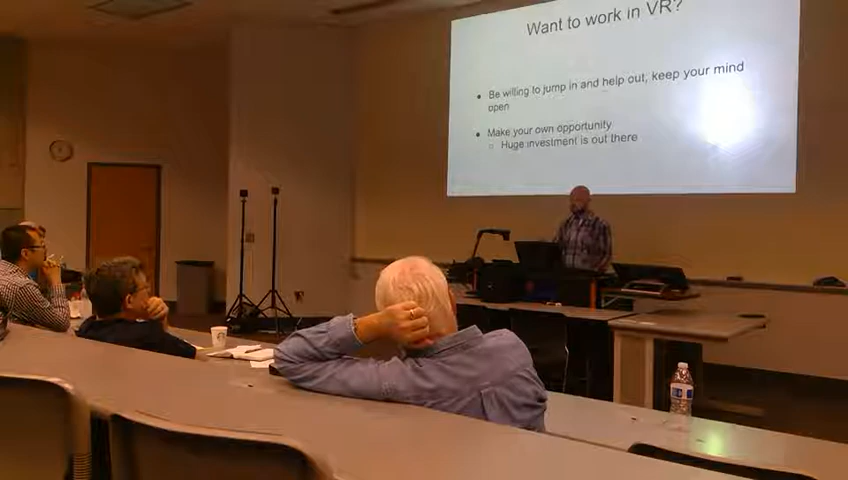 Want to work in VR?
• Be willing to jump in and help out, keep your mind
open
• Make your own opportunity
○ Huge investment is out there